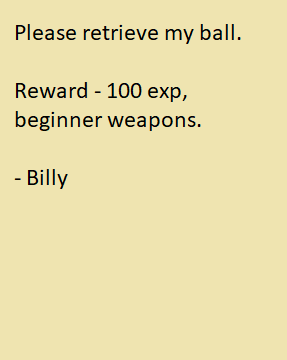 Please retrieve my ball.
Reward - 100 exp,
beginner weapons.
- Billy